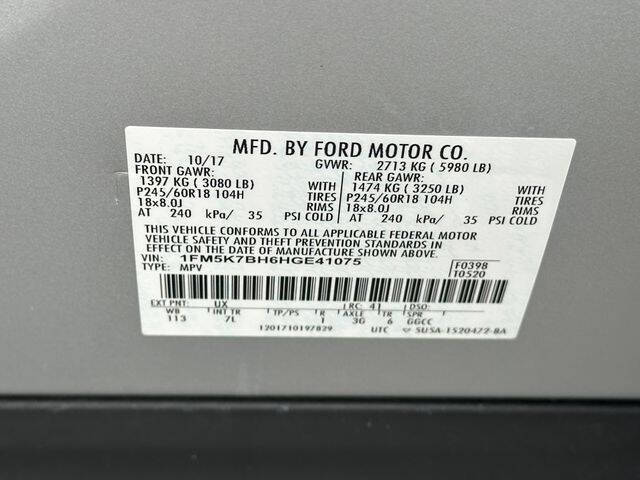 MFD. BY FORD MOTOR CO.
DATE: 10/17 GVWR: 2713 KG ( 5980 LB)
FRONT GAWR: REAR GAWR:
1397 KG ( 3080 LB) WITH 1474 KG ( 3250 LB) WITH
P245/60R18 104H TIRES P245/60R18 104H TIRES
18x8.0J RIMS 18x8.0J RIMS
AT 240 kPa/ 35 PSI COLD AT 240 kPa/ 35 PSI COLD
THIS VEHICLE CONFORMS TO ALL APPLICABLE FEDERAL MOTOR
VEHICLE SAFETY AND THEFT PREVENTION STANDARDS IN
EFFECT ON THE DATE OF MANUFACTURE SHOWN ABOVE.
VIN: 1FM5K7BH6HGE41075 F0398
TYPE: MPV T0520
EXT PNT: UX RC: 41 DSO:
WB INT TR TP/PS R AXLE TR SPR
113 7L 1 3G 6 GGCC
1201710197829 UTC SU5A-1520472-BA